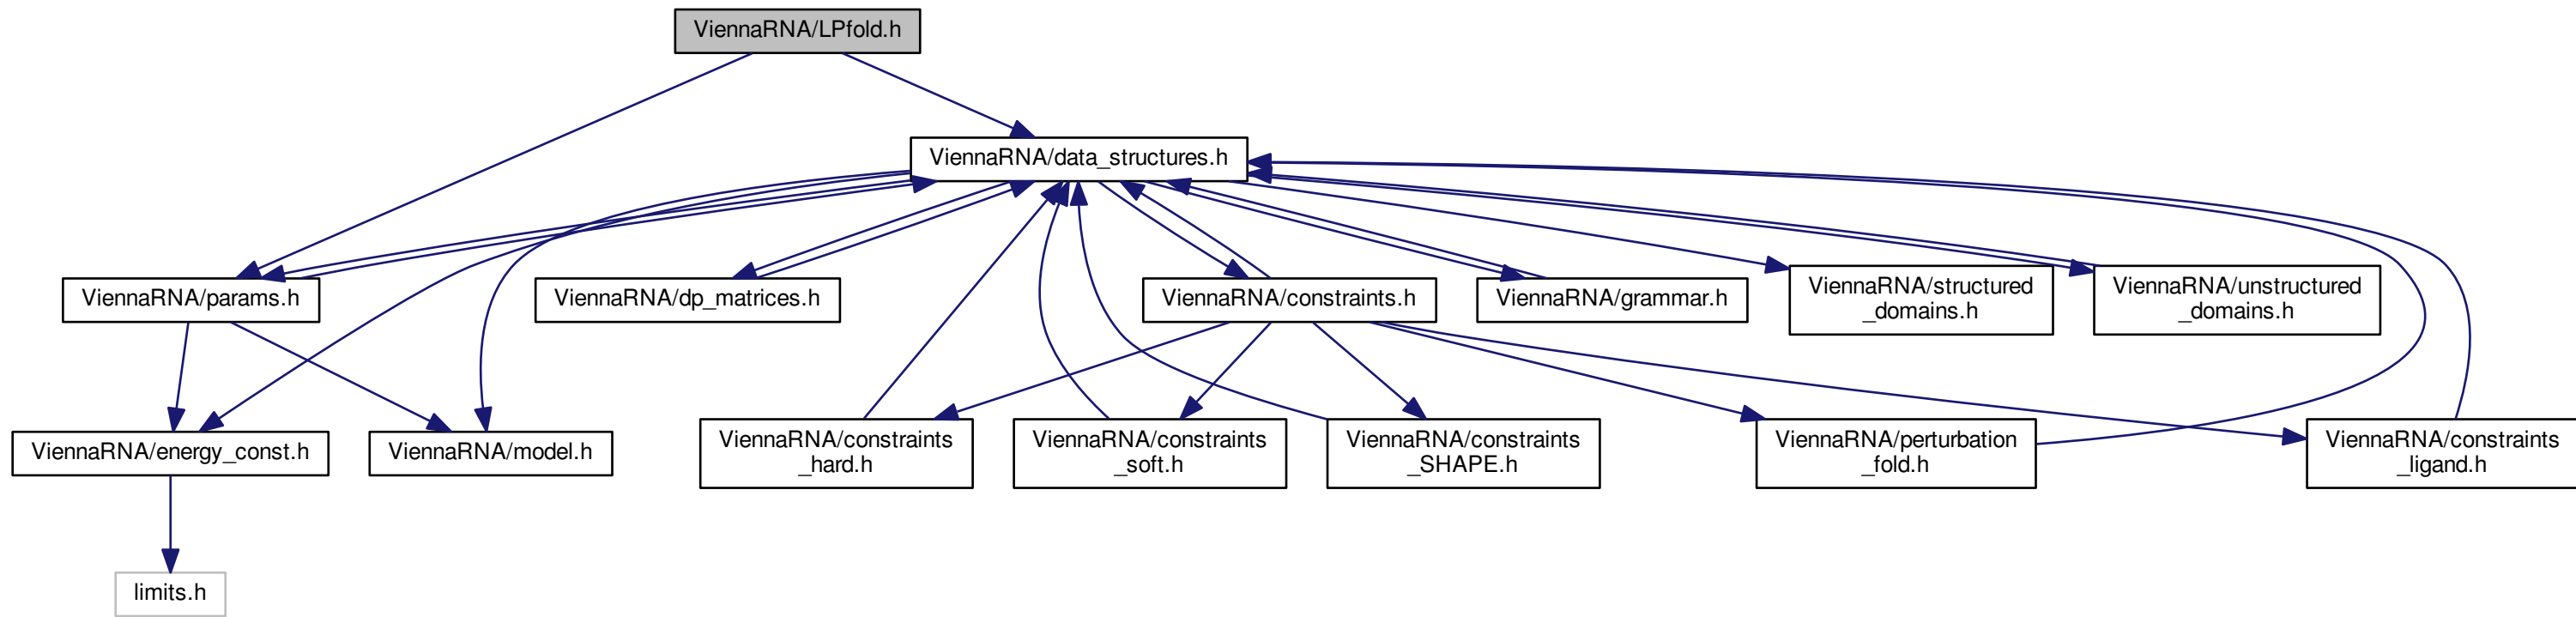 ViennaRNA/LPfold.h
ViennaRNA/data_structures.h
ViennaRNA/params.h
ViennaRNA/dp_matrices.h
ViennaRNA/constraints.h
ViennaRNA/grammar.h
ViennaRNA/structured
_domains.h
ViennaRNA/unstructured
_domains.h
ViennaRNA/energy_const.h
ViennaRNA/model.h
ViennaRNA/constraints
_hard.h
ViennaRNA/constraints
_soft.h
ViennaRNA/constraints
_SHAPE.h
ViennaRNA/perturbation
_fold.h
ViennaRNA/constraints
_ligand.h
limits.h